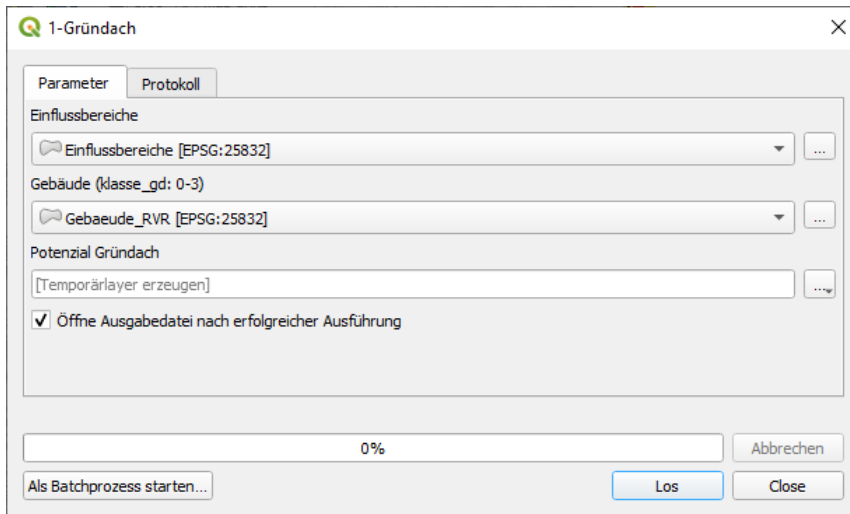 1-Gründach
Parameter Protokoll
Einflussbereiche
Einflussbereiche [EPSG:25832]
...
Gebäude (klasse_gd: 0-3)
Gebaeude_RVR [EPSG:25832]
...
Potenzial Gründach
[Temporärlayer erzeugen]
...
Öffne Ausgabedatei nach erfolgreicher Ausführung
0%
Abbrechen
Als Batchprozess starten...
Los
Close